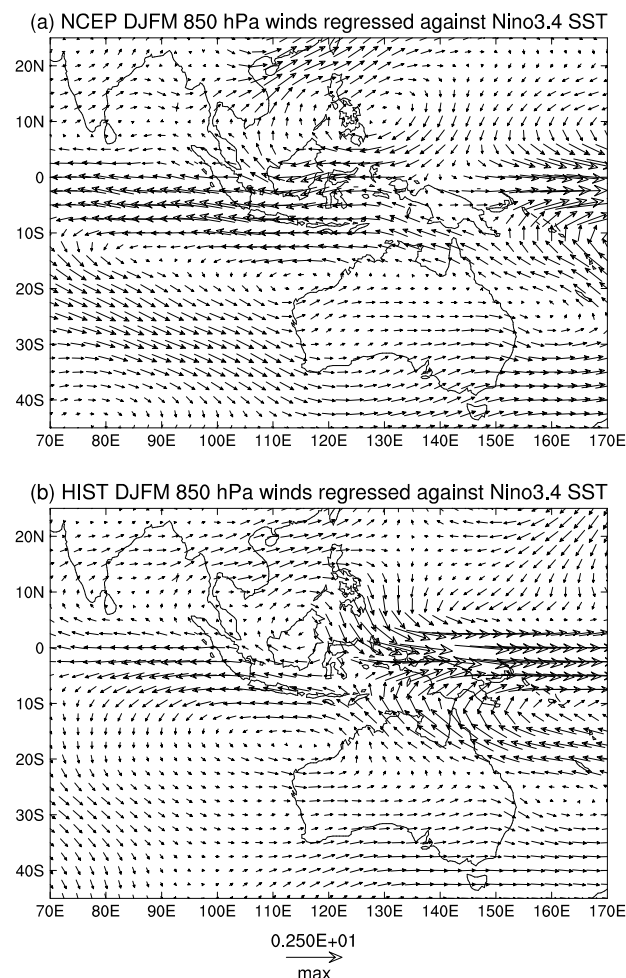 (a) NCEP DJFM 850 hPa winds regressed against Nino3.4 SST
20N
10N
0
10S
20S
30S
40S
70E 80E 90E 100E 110E 120E 130E 140E 150E 160E 170E
(b) HIST DJFM 850 hPa winds regressed against Nino3.4 SST
20N
10N
0
10S
20S
30S
40S
70E 80E 90E 100E 110E 120E 130E 140E 150E 160E 170E
0.250E+01
max